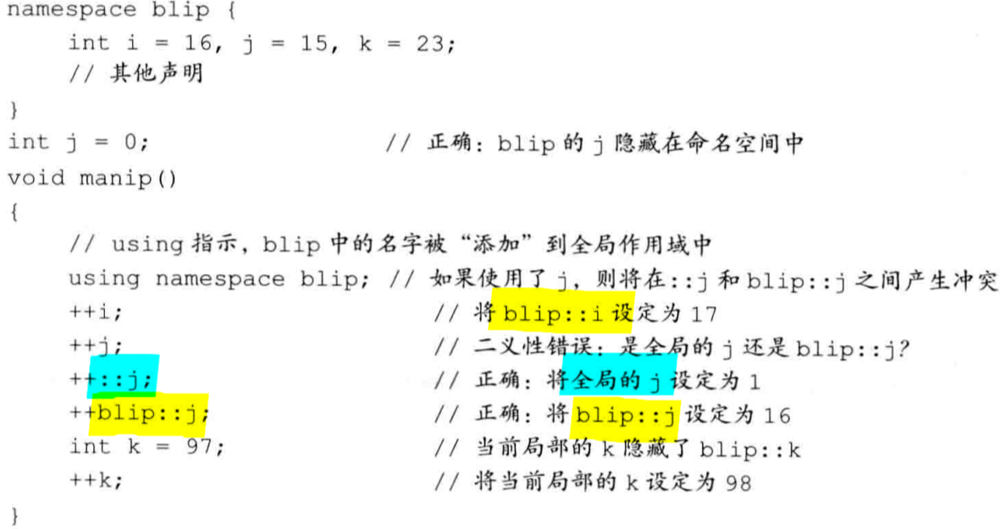 namespace blip {
    int i = 16, j = 15, k = 23;
    // 其他声明
}
int j = 0;                    // 正确：blip 的 j 隐藏在命名空间中
void manip()
{
    // using 指示，blip 中的名字被“添加”到全局作用域中
    using namespace blip; // 如果使用了 j，则将在::j 和 blip::j 之间产生冲突
    ++i;                      // 将 blip::i 设定为 17
    ++j;                      // 二义性错误：是全局的 j 还是 blip::j?
    ++::j;                    // 正确：将全局的 j 设定为 1
    ++blip::j;                // 正确：将 blip::j 设定为 16
    int k = 97;               // 当前局部的 k 隐藏了 blip::k
    ++k;                      // 将当前局部的 k 设定为 98
}